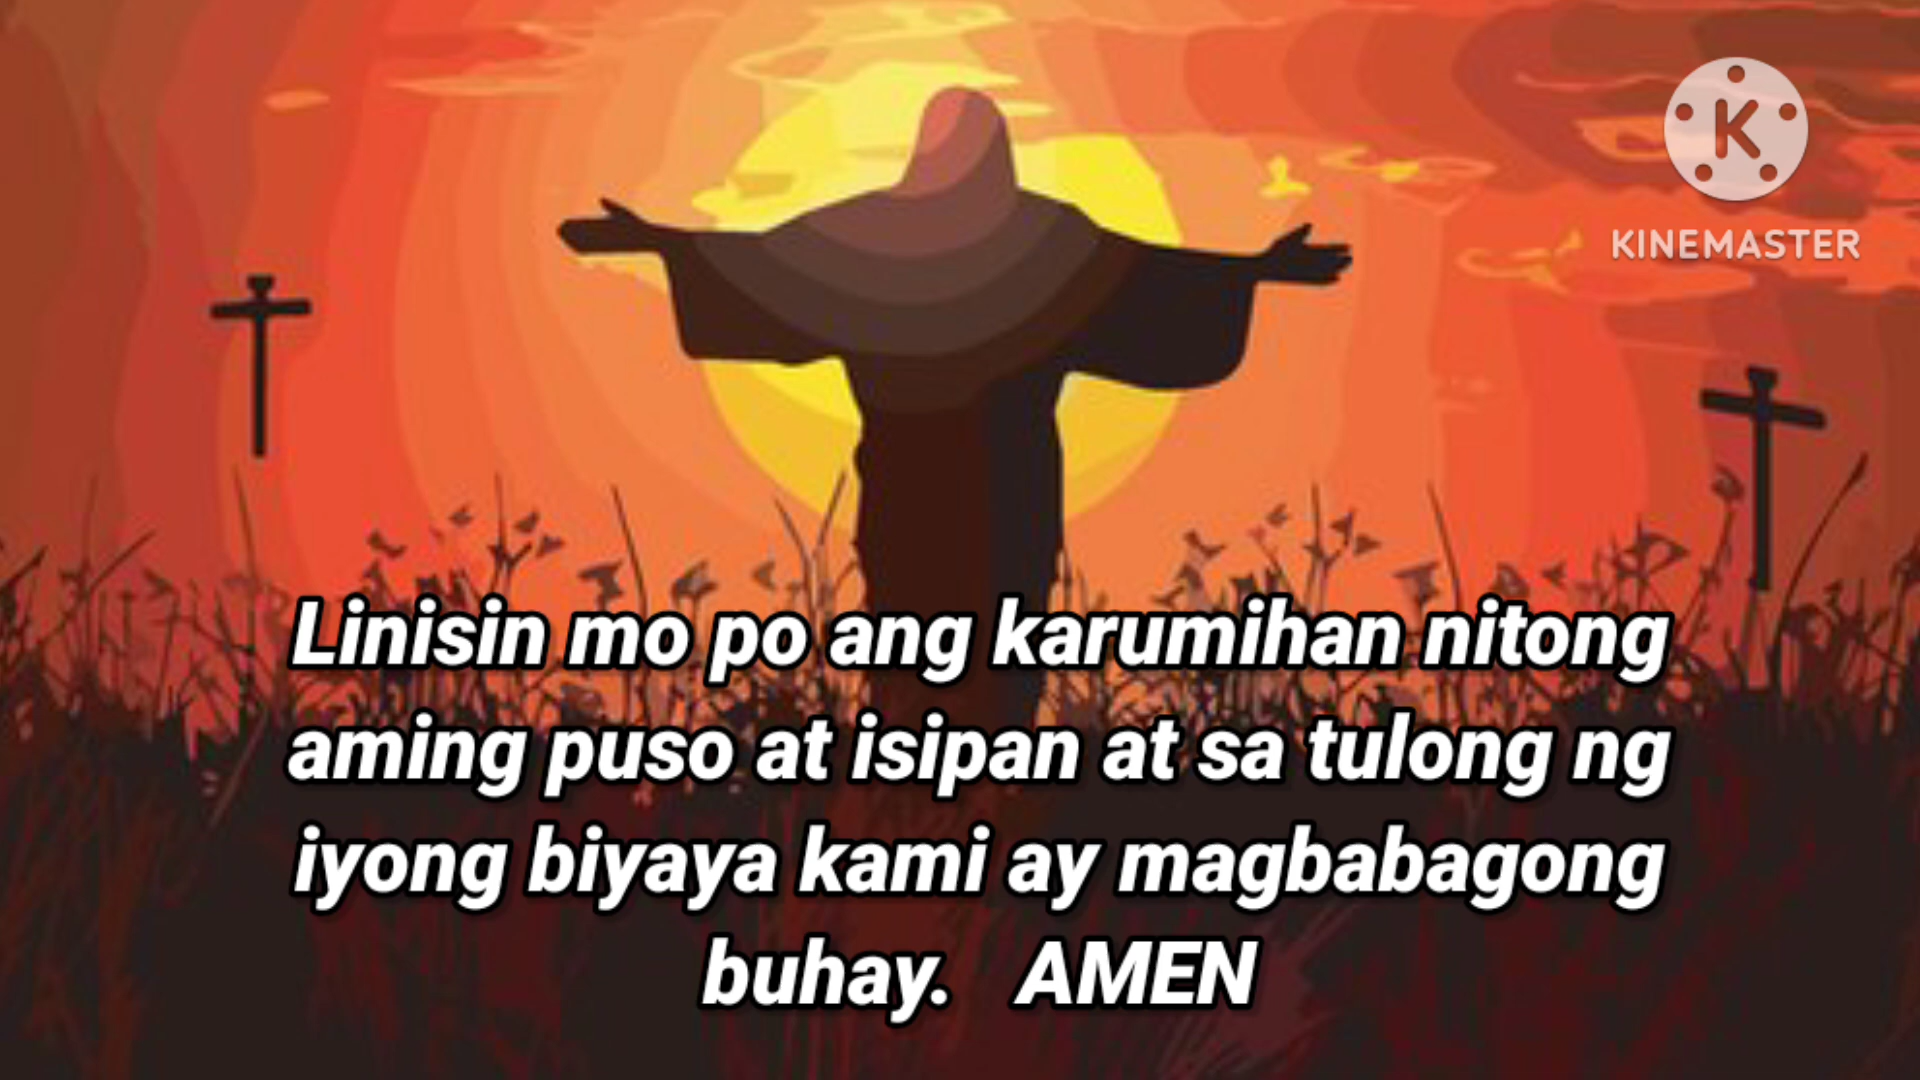 KINEMASTER
Linisin mo po ang karumihan nitong
aming puso at isipan at sa tulong ng
iyong biyaya kami ay magbabagong
buhay. AMEN